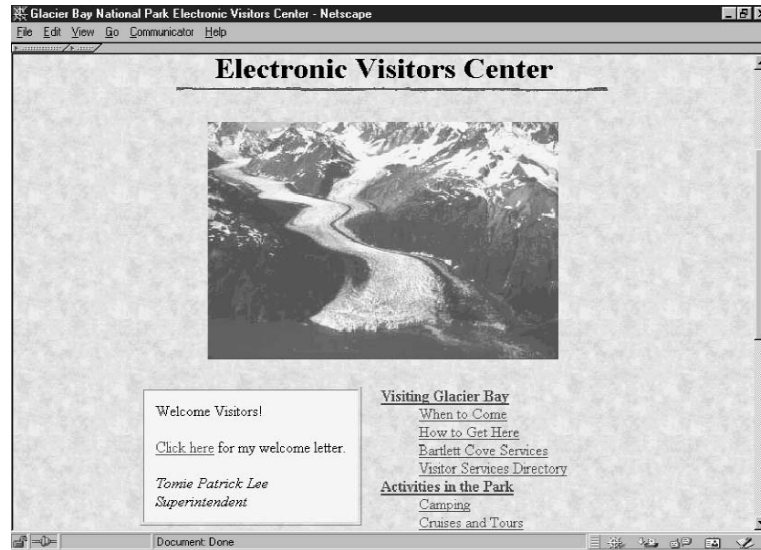 Glacier Bay National Park Electronic Visitors Center - Netscape
File Edit View Go Communicator Help
Electronic Visitors Center
Welcome Visitors!
Click here for my welcome letter.
Tomie Patrick Lee
Superintendent
Visiting Glacier Bay
When to Come
How to Get Here
Bartlett Cove Services
Visitor Services Directory
Activities in the Park
Camping
Cruises and Tours
Document: Done